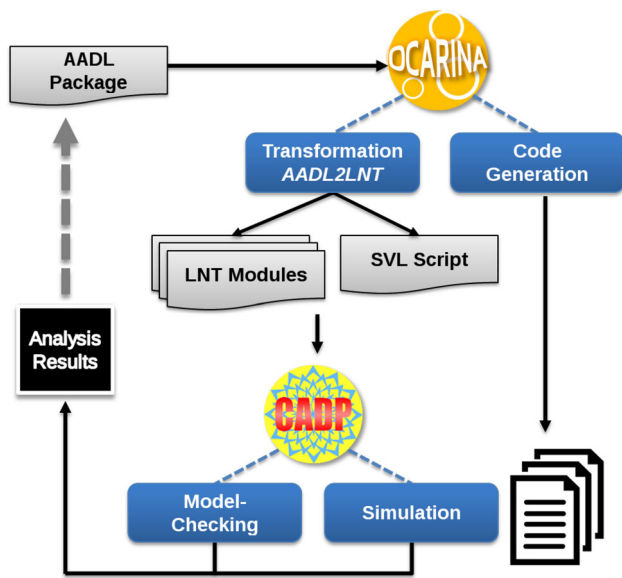 AADL
Package
OCARINA
Transformation
AADL2LNT
Code
Generation
LNT Modules
SVL Script
Analysis
Results
CADP
Model-
Checking
Simulation